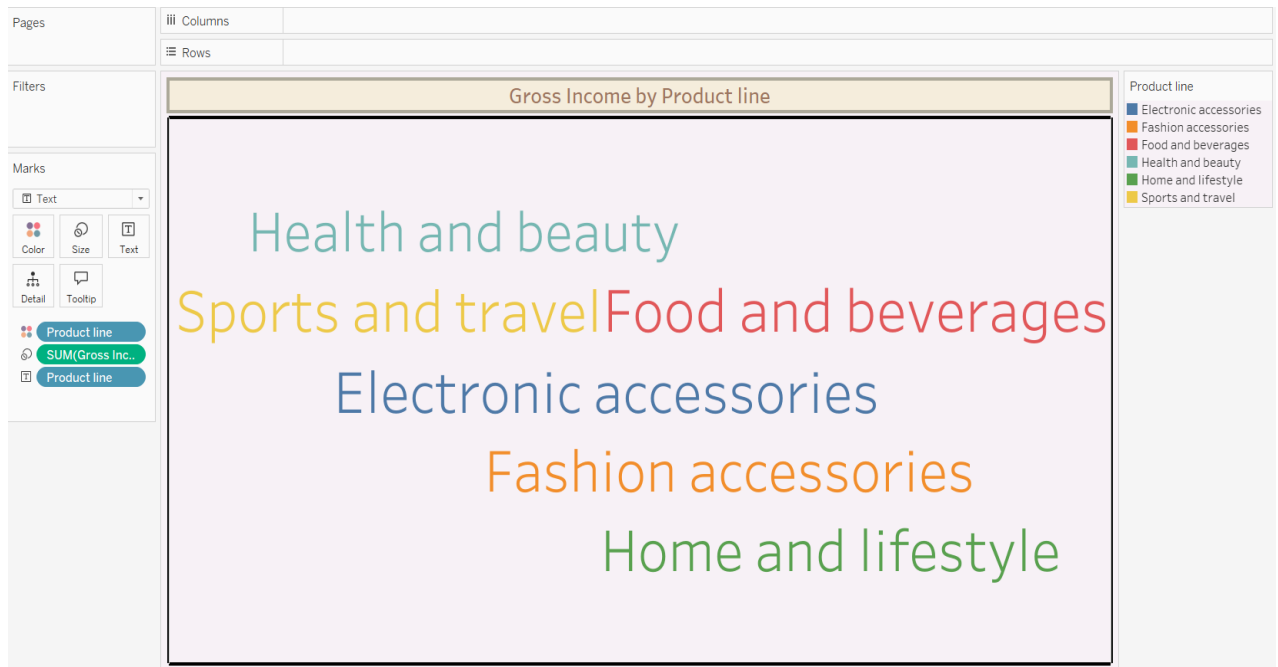 Pages
Columns
Rows
Filters
Marks
Text
Color
Size
Text
Detail
Tooltip
Product line
SUM(Gross Inc..
Product line
Gross Income by Product line
Health and beauty
Sports and travel Food and beverages
Electronic accessories
Fashion accessories
Home and lifestyle
Product line
Electronic accessories
Fashion accessories
Food and beverages
Health and beauty
Home and lifestyle
Sports and travel